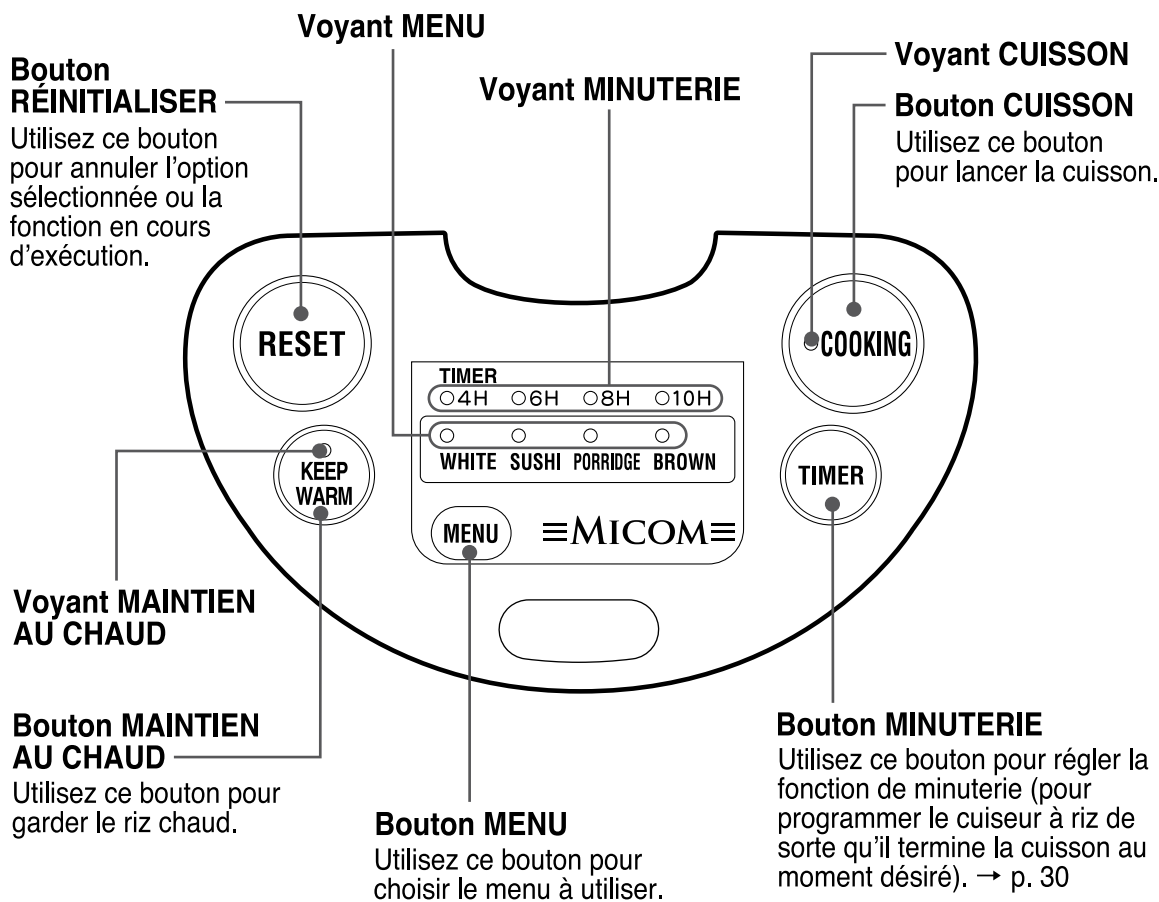 Voyant MENU
Bouton
RÉINITIALISER
Utilisez ce bouton
pour annuler l'option
sélectionnée ou la
fonction en cours
d'exécution.
Voyant MINUTERIE
Voyant CUISSON
Bouton CUISSON
Utilisez ce bouton
pour lancer la cuisson.
RESET
COOKING
TIMER
4H 6H 8H 10H
WHITE SUSHI PORRIDGE BROWN
KEEP
WARM
TIMER
MENU
MICOM
Voyant MAINTIEN
AU CHAUD
Bouton MAINTIEN
AU CHAUD
Utilisez ce bouton pour
garder le riz chaud.
Bouton MENU
Utilisez ce bouton pour
choisir le menu à utiliser.
Bouton MINUTERIE
Utilisez ce bouton pour régler la
fonction de minuterie (pour
programmer le cuiseur à riz de
sorte qu'il termine la cuisson au
moment désiré). → p. 30